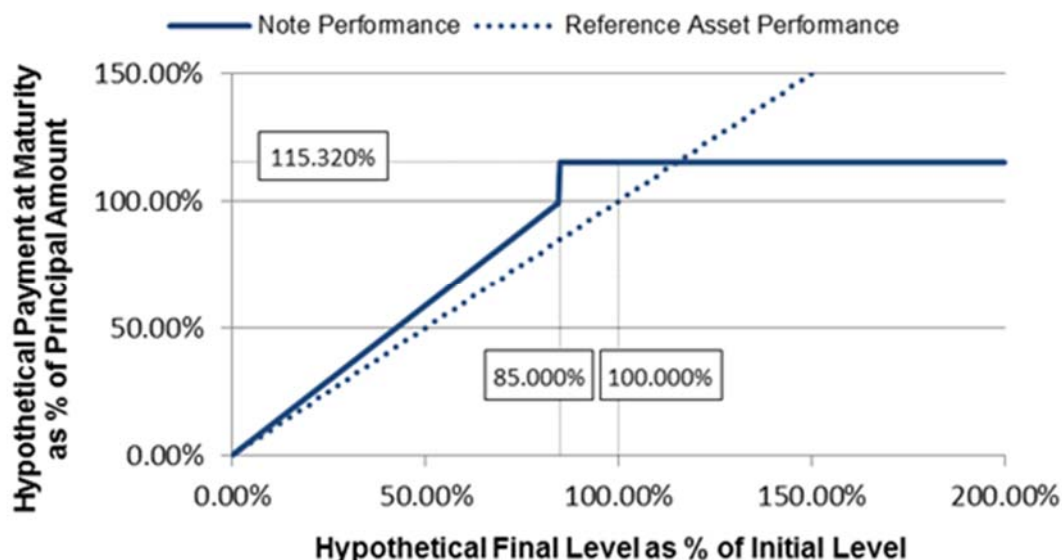 Note Performance Reference Asset Performance
Hypothetical Payment at Maturity
as % of Principal Amount
150.00%
115.320%
100.00%
50.00%
85.000% 100.000%
0.00%
0.00% 50.00% 100.00% 150.00% 200.00%
Hypothetical Final Level as % of Initial Level